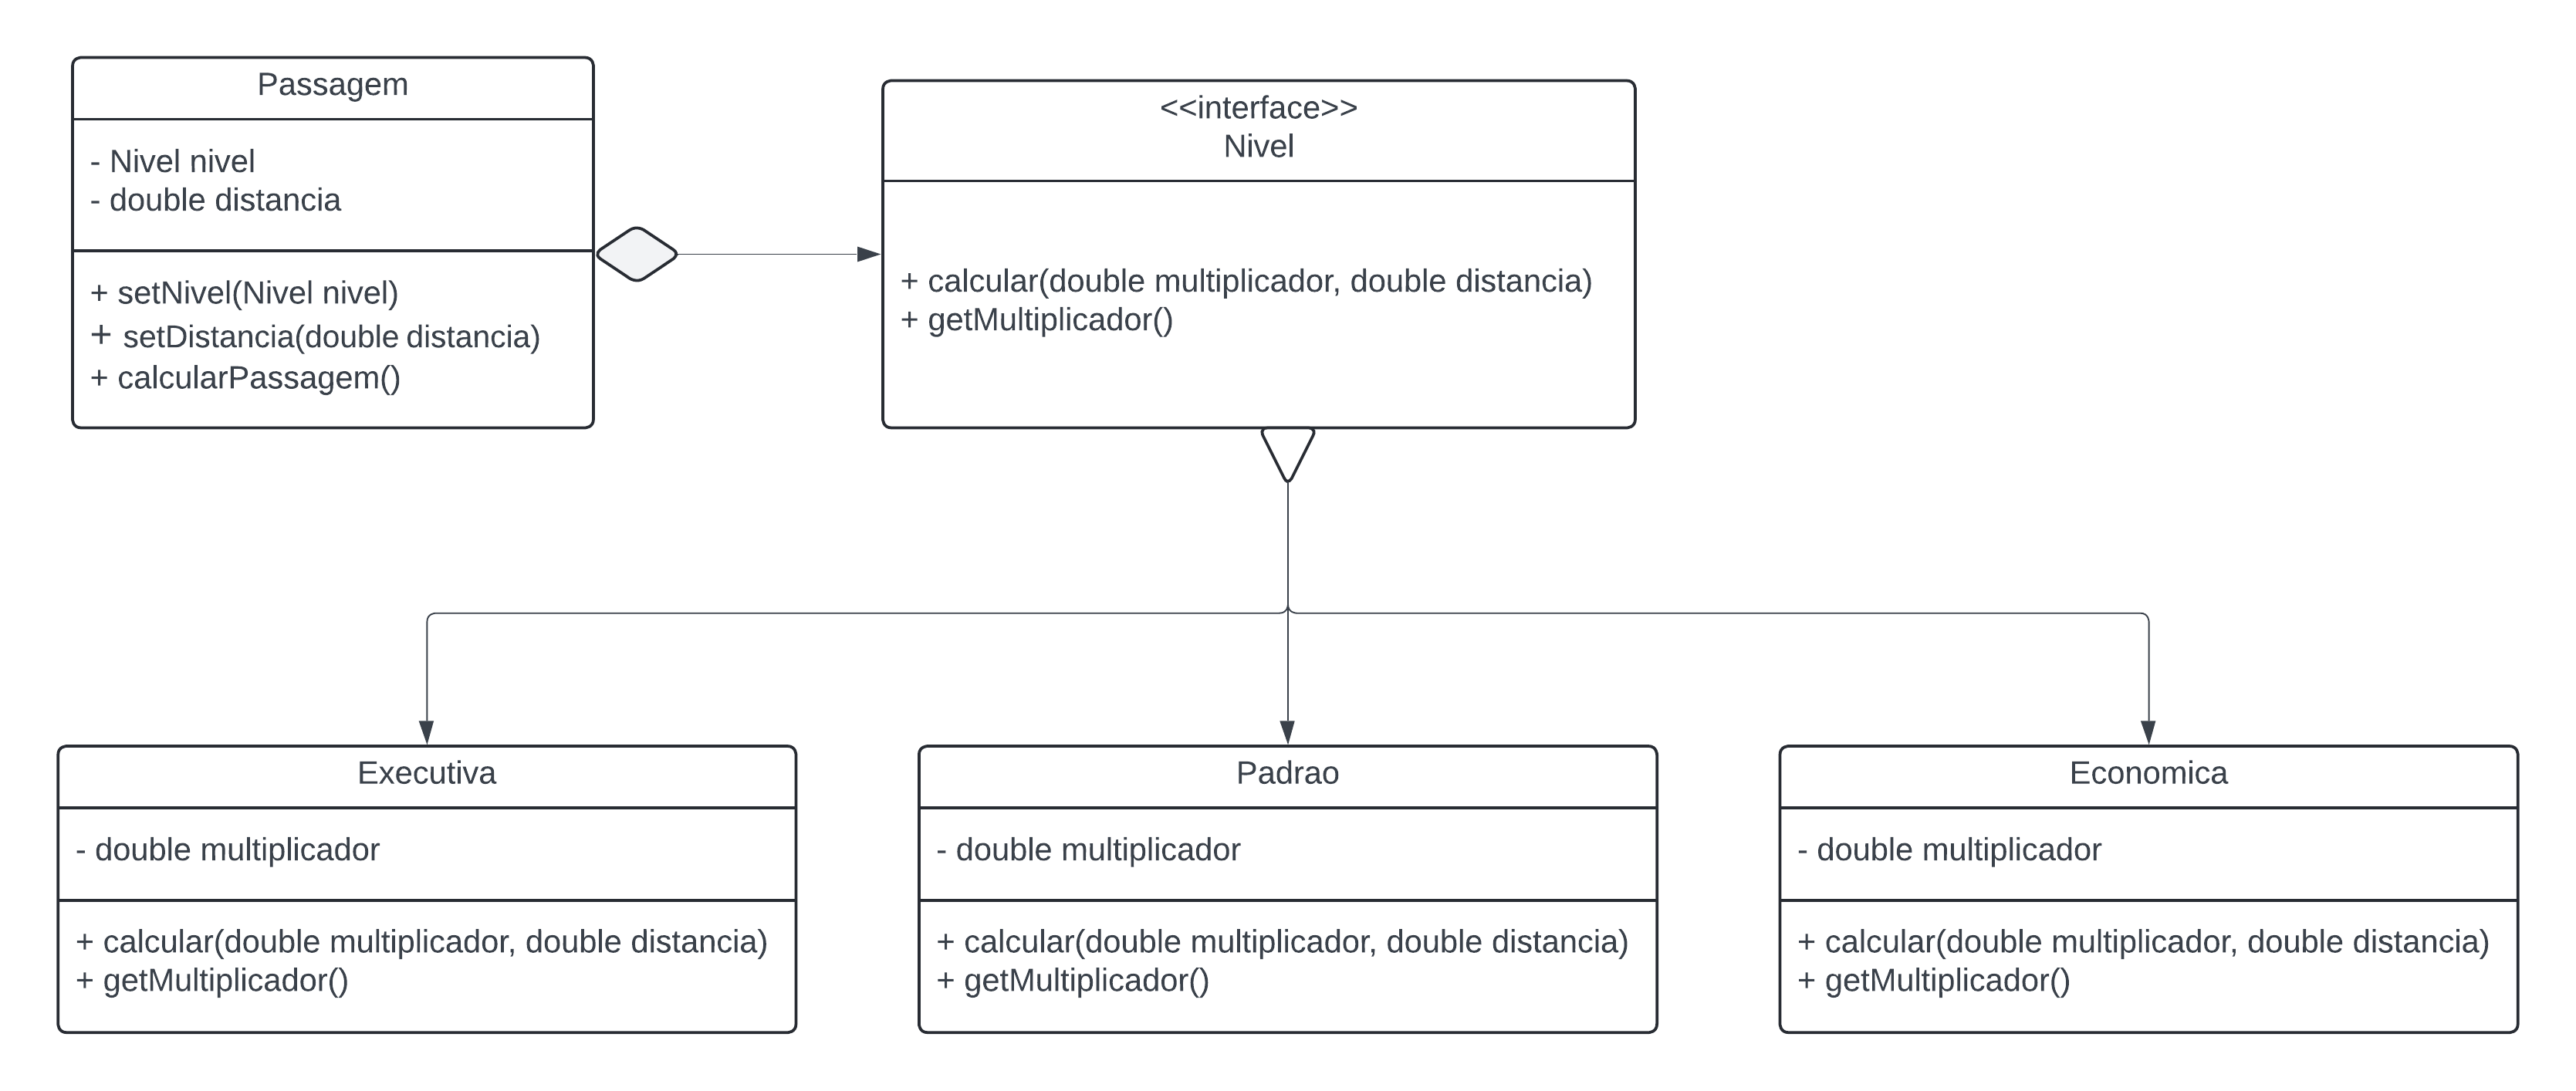 Passagem
- Nivel nivel
- double distancia
+ setNivel(Nivel nivel)
+ setDistancia(double distancia)
+ calcularPassagem()
<<interface>>
Nivel
+ calcular(double multiplicador, double distancia)
+ getMultiplicador()
Executiva
- double multiplicador
+ calcular(double multiplicador, double distancia)
+ getMultiplicador()
Padrao
- double multiplicador
+ calcular(double multiplicador, double distancia)
+ getMultiplicador()
Economica
- double multiplicador
+ calcular(double multiplicador, double distancia)
+ getMultiplicador()